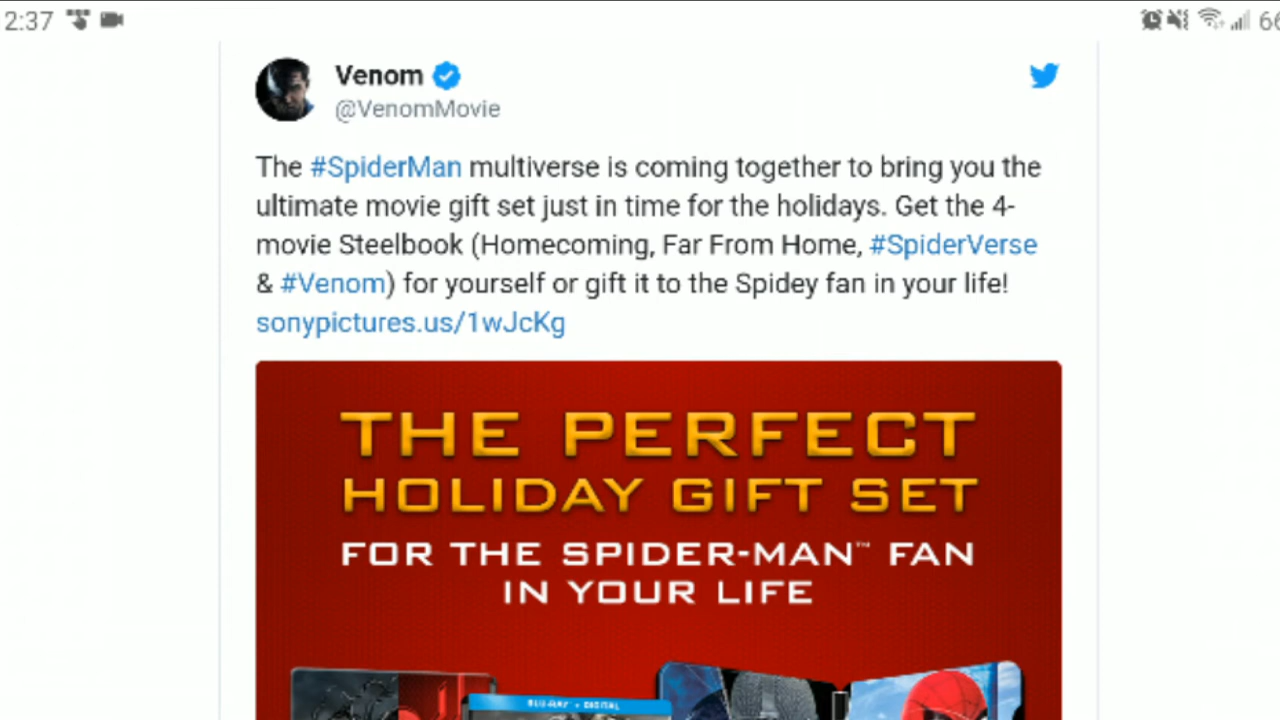 2:37
66
Venom
@VenomMovie
The #SpiderMan multiverse is coming together to bring you the
ultimate movie gift set just in time for the holidays. Get the 4-
movie Steelbook (Homecoming, Far From Home, #SpiderVerse
& #Venom) for yourself or gift it to the Spidey fan in your life!
sonypictures.us/1wJcKg
THE PERFECT
HOLIDAY GIFT SET
FOR THE SPIDER-MAN™ FAN
IN YOUR LIFE
BLU-RAY + DIGITAL